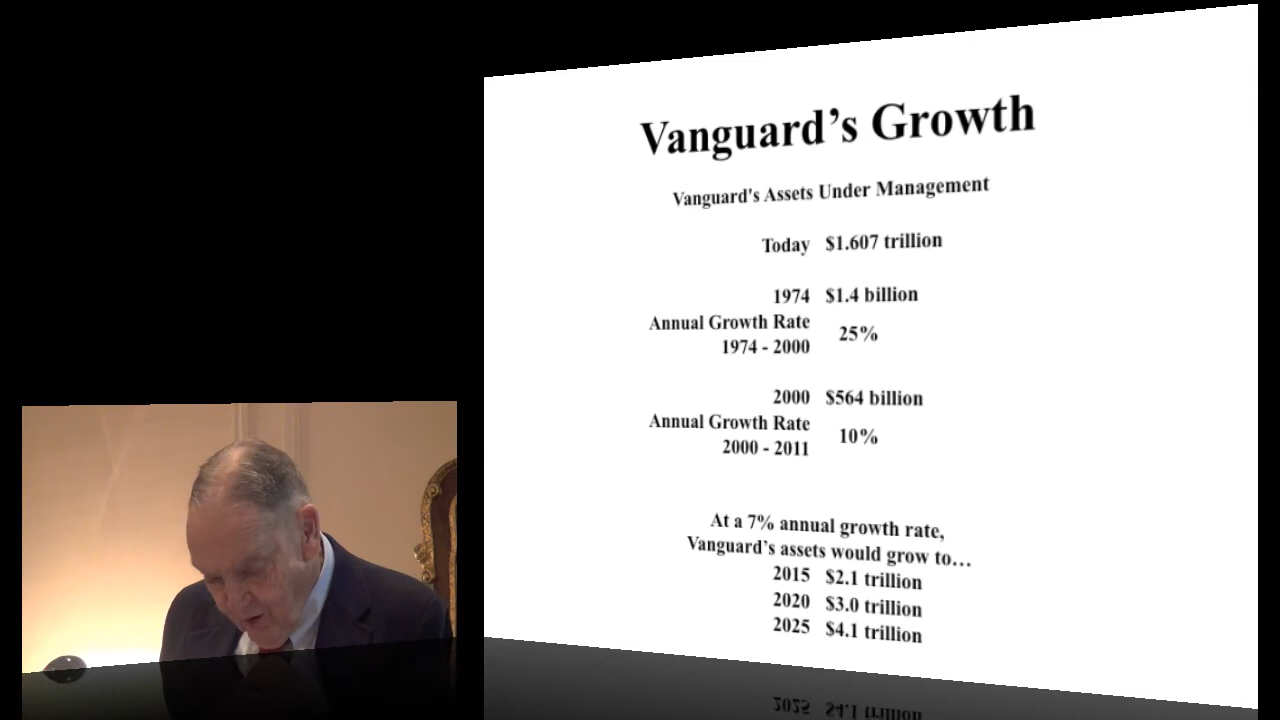 Vanguard's Growth
Vanguard's Assets Under Management
Today $1.607 trillion
1974 $1.4 billion
Annual Growth Rate
1974 - 2000 25%
2000 $564 billion
Annual Growth Rate
2000 - 2011 10%
At a 7% annual growth rate,
Vanguard's assets would grow to…
2015 $2.1 trillion
2020 $3.0 trillion
2025 $4.1 trillion